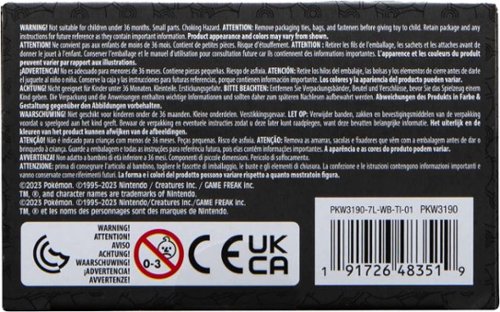 WARNING! Not suitable for children under 36 months. Small parts. Choking Hazard. ATTENTION: Remove packaging ties, bags, and fasteners before giving toy to child. Retain package and any
instructions for future reference as they contain important information. Product appearance and colors may vary from shown.
ATTENTION! Ne convient pas aux enfants de moins de 36 mois. Contient de petites pièces. Risque d'étouffement. ATTENTION : Retirer les fils de l'emballage, les sachets et les attaches avant de
donner le jouet à un enfant. Conserver l'emballage et les instructions pour s'y référer car ils contiennent des informations importantes. L'apparence et les couleurs du produit
peuvent varier par rapport aux illustrations.
¡ADVERTENCIA! No es adecuado para menores de 36 meses. Contiene piezas pequeñas. Riesgo de asfixia. ATENCIÓN: Retire los hilos del embalaje, las bolsas y los elementos de cierre antes de dar
el juguete al niño o niña. Conserve la caja y las instrucciones para futuras referencias, porque contienen información importante. Los colores y la apariencia del producto pueden variar.
ACHTUNG! Nicht geeignet für Kinder unter 36 Monaten. Kleinteile. Erstickungsgefahr. BITTE BEACHTEN: Entfernen Sie Verpackungsbänder, Beutel und Verschlüsse, bevor Sie das Spielzeug einem
Kind geben. Die Verpackung und die Anweisungen enthalten wichtige Informationen und sollten daher zum späteren Nachlesen aufbewahrt werden. Abweichungen des Produkts in Farbe &
Gestaltung gegenüber den Abbildungen vorbehalten.
WAARSCHUWING! Niet geschikt voor kinderen onder de 36 maanden. Kleine onderdelen. Verstikkingsgevaar. LET OP: Verwijder banden, zakken en bevestigingselementen van de verpakking
voordat u het speelgoed aan het kind geeft. Bewaar de verpakking en eventuele instructies zodat u deze later kunt raadplegen, want deze bevatten belangrijke informatie. Het uiterlijk en
de kleuren van het product kunnen afwijken van de afbeeldingen.
ATENÇÃO! Não é indicado para crianças com menos de 36 meses. Peças pequenas. Risco de asfixia. ATENÇÃO: Remova as amarras, sacolas e fixadores que vêm com a embalagem antes de dar o
brinquedo à criança. Guarde a embalagem e todas as instruções para referência futura, pois contêm informações importantes. A aparência e as cores do produto podem variar.
AVVERTENZA! Non adatto a bambini di età inferiore a 36 mesi. Componenti di piccole dimensioni. Pericolo di soffocamento.
ATTENZIONE: prima di consegnare l'articolo al bambino, togliere le fascette di imballaggio, le buste e gli elementi di chiusura. Confezione e istruzioni contengono informazioni importanti
e come tali vanno conservate. La forma e i colori del prodotto possono variare rispetto a quanto mostrato in figura.
©2023 Pokémon. ©1995-2023 Nintendo / Creatures Inc. / GAME FREAK inc.
TM, ®, and character names are trademarks of Nintendo.
©2023 Pokémon. ©1995-2023 Nintendo/Creatures Inc. / GAME FREAK inc.
TM, ® et les noms des personnages sont des marques de Nintendo.
WARNING!
ATTENTION!
AVISO
ACHTUNG!
WAARSCHUWING!
¡ADVERTENCIA!
AVVERTENZE!
0-3
CE
UK
CA
PKW3190-7L-WB-TI-01 PKW3190
1 91726 48351 9